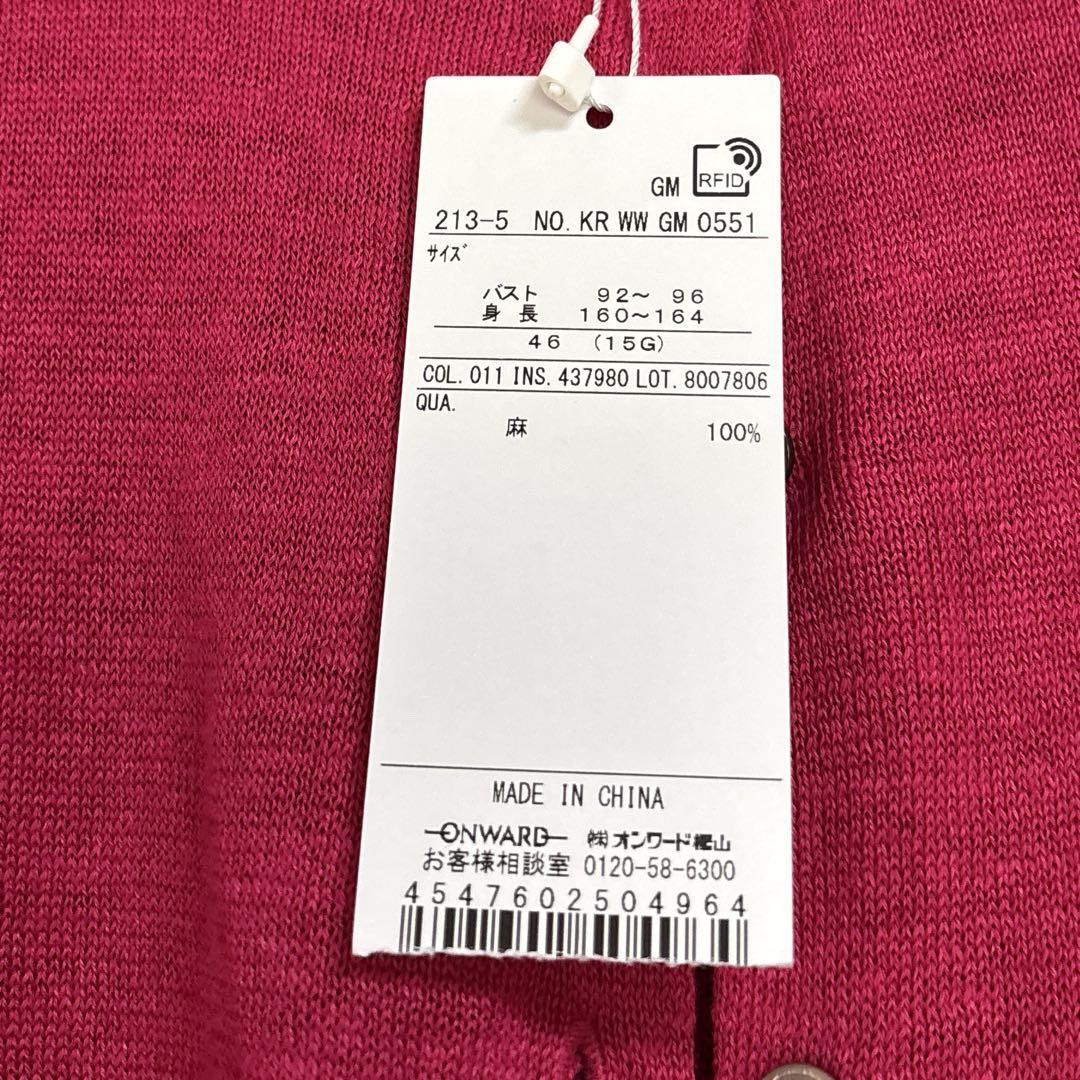 GM RFID
213-5 NO. KR WW GM 0551
サイズ
バスト 92～ 96
身長 160～164
46 (15G)
COL. 011 INS. 437980 LOT. 8007806
QUA.
麻 100%
MADE IN CHINA
ONWARD ㈱オンワード樫山
お客様相談室 0120-58-6300
4547602504964